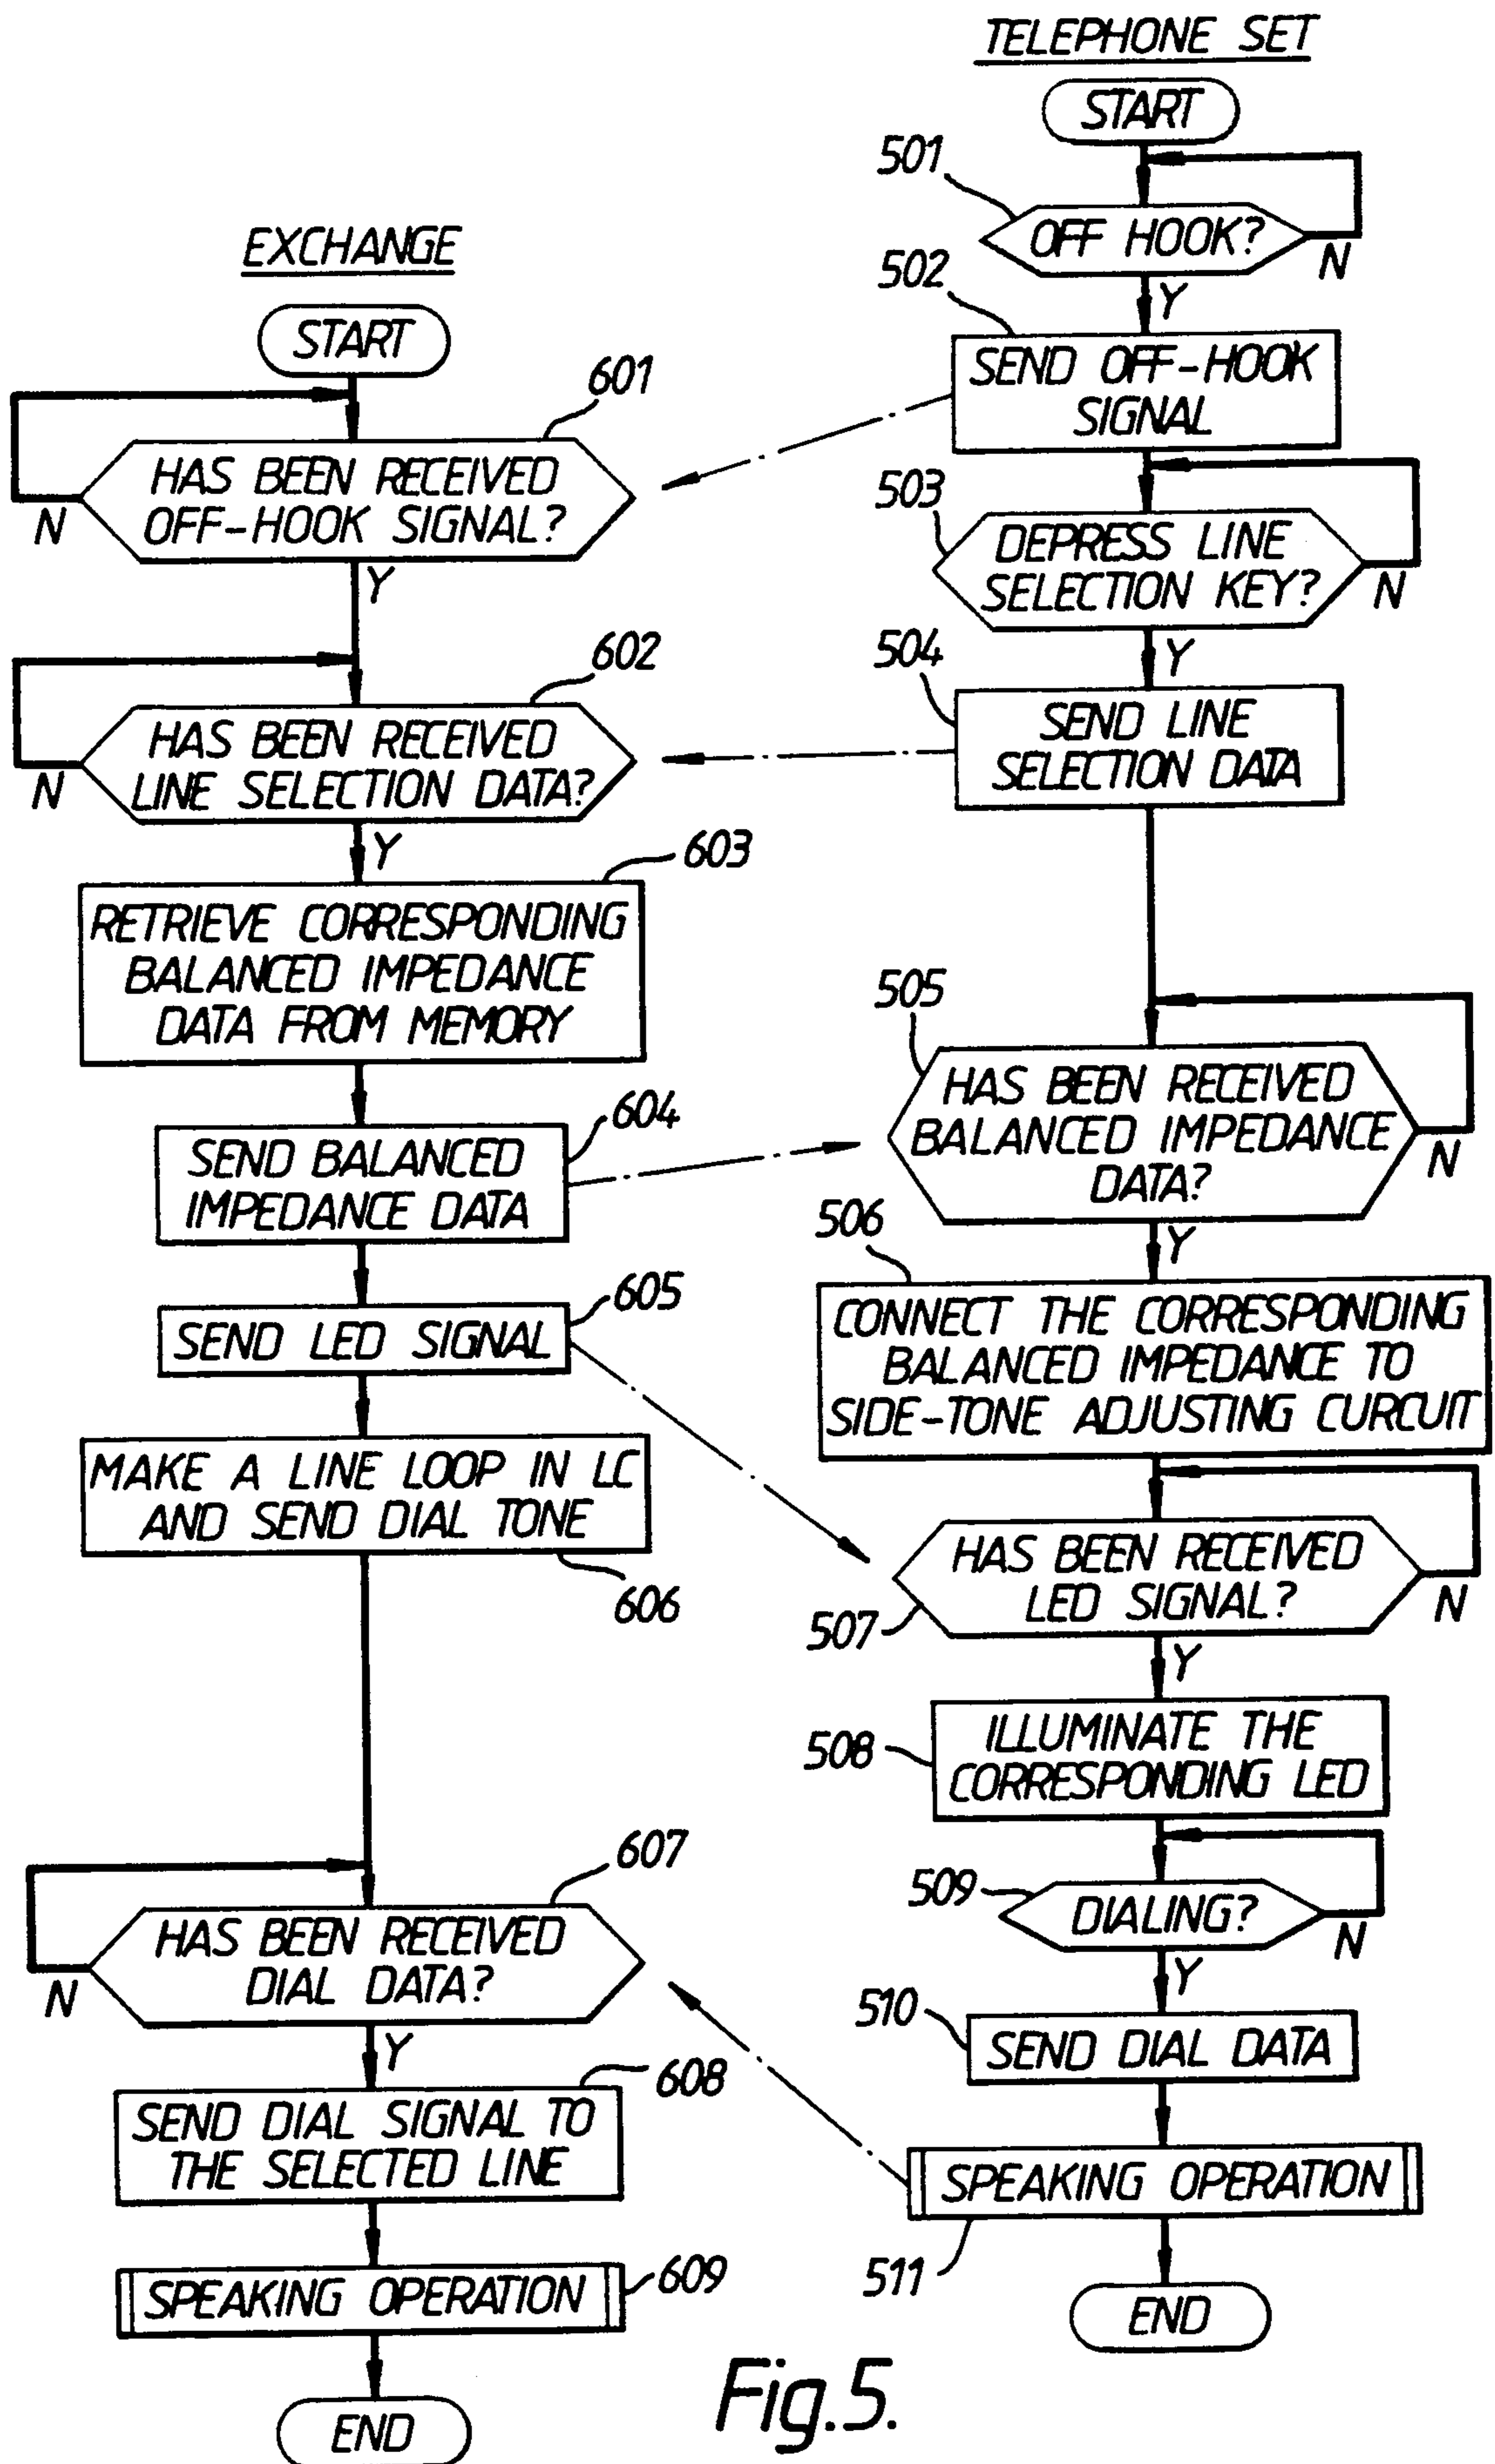 TELEPHONE SET
START
501
OFF HOOK?
N
Y
502
SEND OFF-HOOK
SIGNAL
503
DEPRESS LINE
SELECTION KEY?
N
Y
504
SEND LINE
SELECTION DATA
505
HAS BEEN RECEIVED
BALANCED IMPEDANCE
DATA?
N
Y
506
CONNECT THE CORRESPONDING
BALANCED IMPEDANCE TO
SIDE-TONE ADJUSTING CURCUIT
HAS BEEN RECEIVED
LED SIGNAL?
507
N
Y
508
ILLUMINATE THE
CORRESPONDING LED
509
DIALING?
N
Y
510
SEND DIAL DATA
SPEAKING OPERATION
511
END
EXCHANGE
START
601
HAS BEEN RECEIVED
OFF-HOOK SIGNAL?
N
Y
602
HAS BEEN RECEIVED
LINE SELECTION DATA?
N
Y
603
RETRIEVE CORRESPONDING
BALANCED IMPEDANCE
DATA FROM MEMORY
604
SEND BALANCED
IMPEDANCE DATA
605
SEND LED SIGNAL
MAKE A LINE LOOP IN LC
AND SEND DIAL TONE
606
607
HAS BEEN RECEIVED
DIAL DATA?
N
Y
608
SEND DIAL SIGNAL TO
THE SELECTED LINE
609
SPEAKING OPERATION
END
Fig.5.